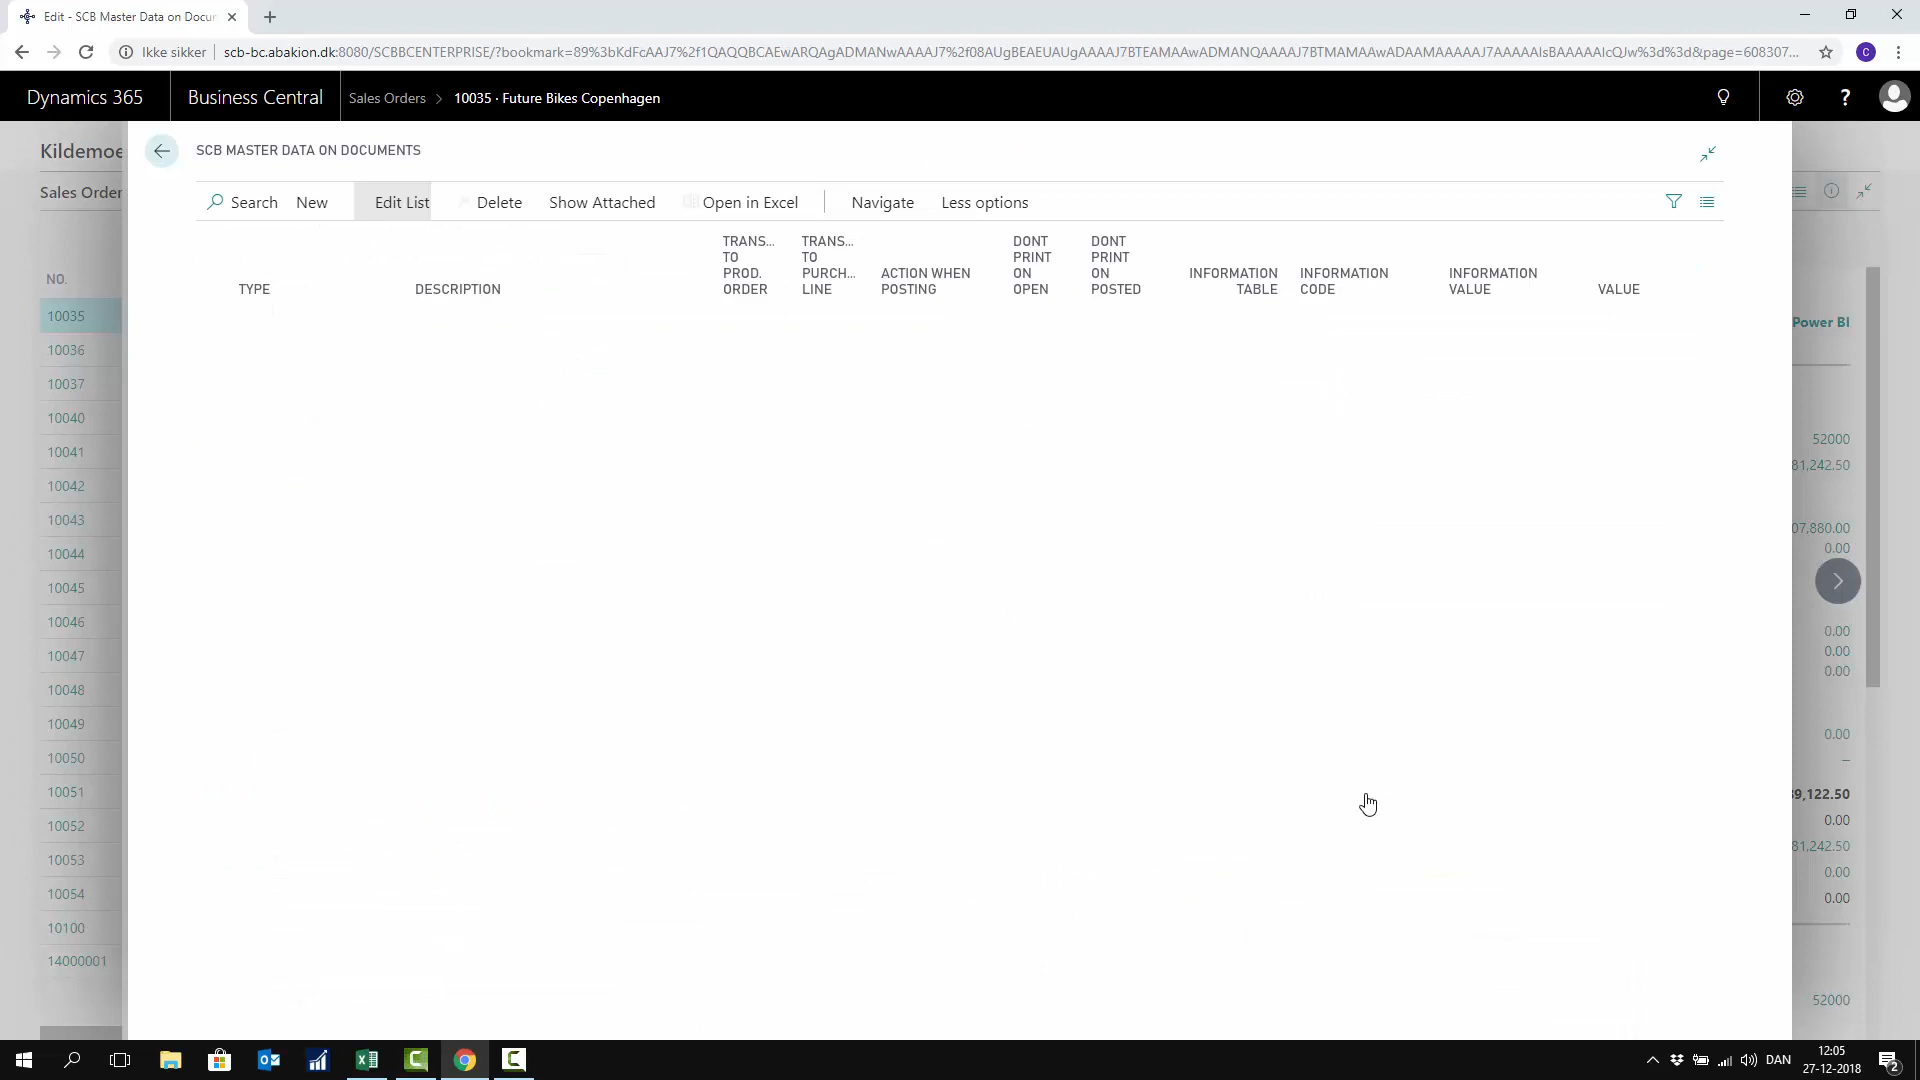 Edit - SCB Master Data on Docum
Ikke sikker
scb-bc.abakion.dk:8080/SCBBCENTERPRISE/?bookmark=89%3bKdFcAAJ7%2f1QAQQBCAEwARQAgADMANwAAAAJ7%2f08AUgBEAEUAUgAAAAJ7BTEAMAAwADMANQAAAAJ7BTMAMAAwADAAMAAAAAJ7AAAAAIsBAAAAAIcQJw%3d%3d&page=608307...
C
Dynamics 365
Business Central
Sales Orders
10035 · Future Bikes Copenhagen
?
Kildemoe
Sales Order
SCB MASTER DATA ON DOCUMENTS
Search
New
Edit List
Delete
Show Attached
Open in Excel
Navigate
Less options
TYPE
DESCRIPTION
TRANS...
TO
PROD.
ORDER
TRANS...
TO
PURCH...
LINE
ACTION WHEN
POSTING
DONT
PRINT
ON
OPEN
DONT
PRINT
ON
POSTED
INFORMATION
TABLE
INFORMATION
CODE
INFORMATION
VALUE
VALUE
NO.
10035
10036
10037
10040
10041
10042
10043
10044
10045
10046
10047
10048
10049
10050
10051
10052
10053
10054
10100
14000001
Power BI
52000
81,242.50
07,880.00
0.00
0.00
0.00
0.00
0.00
–
39,122.50
0.00
81,242.50
0.00
0.00
52000
DAN
12:05
27-12-2018
2